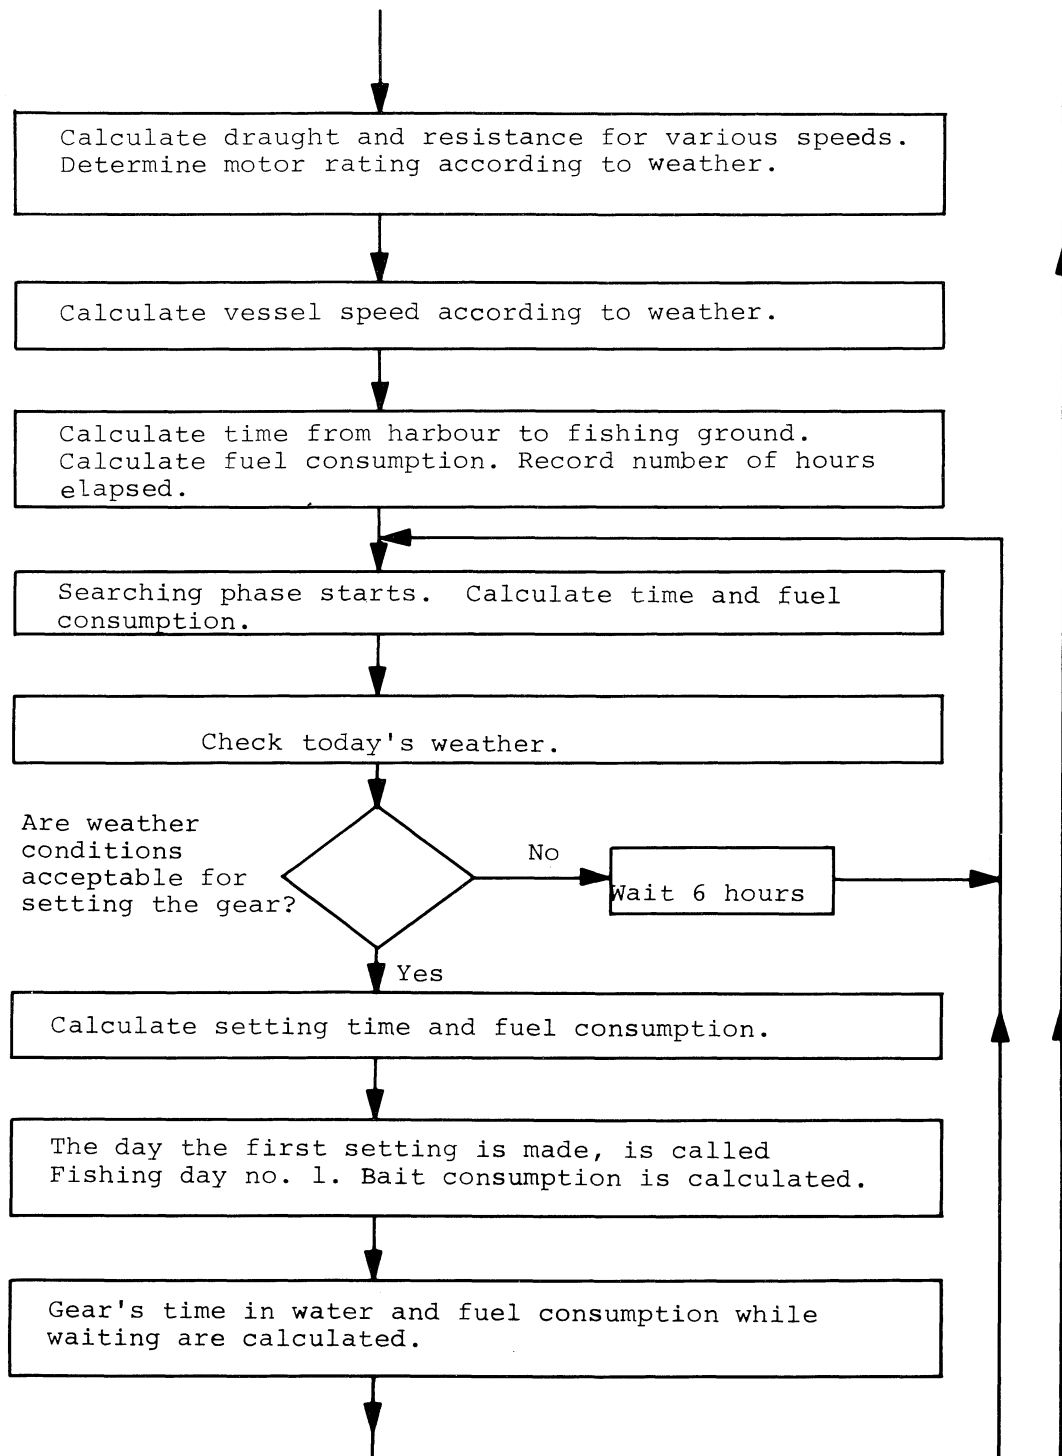 Calculate draught and resistance for various speeds.
Determine motor rating according to weather.
Calculate vessel speed according to weather.
Calculate time from harbour to fishing ground.
Calculate fuel consumption. Record number of hours
elapsed.
Searching phase starts. Calculate time and fuel
consumption.
Check today's weather.
Are weather
conditions
acceptable for
setting the gear?
No
Wait 6 hours
Yes
Calculate setting time and fuel consumption.
The day the first setting is made, is called
Fishing day no. 1. Bait consumption is calculated.
Gear's time in water and fuel consumption while
waiting are calculated.